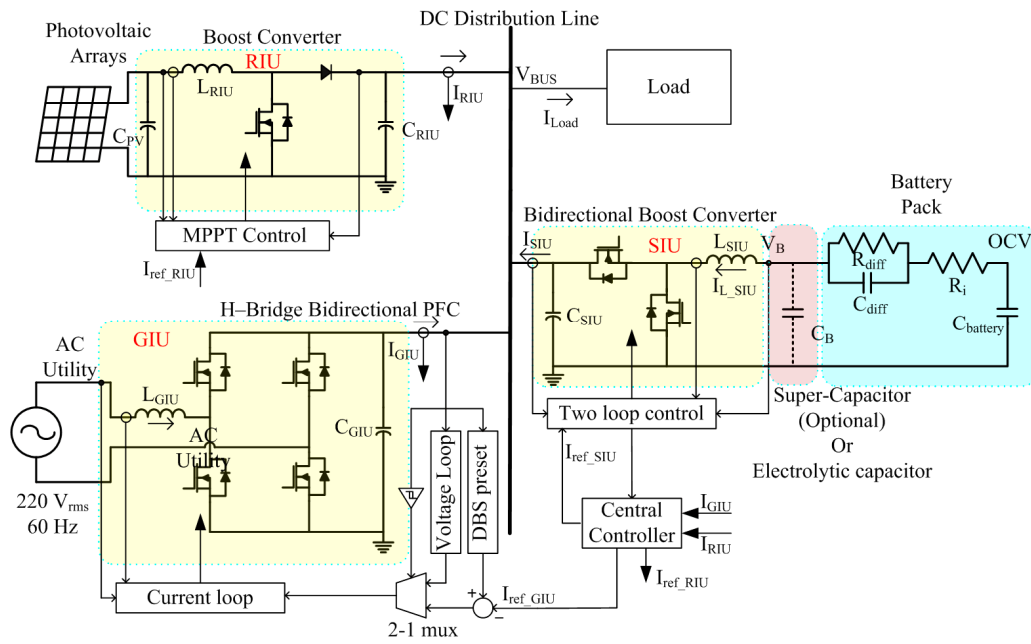 DC Distribution Line
Photovoltaic
Arrays
Boost Converter
RIU
L_RIU
C_PV
C_RIU
I_RIU
V_BUS
I_Load
Load
MPPT Control
I_ref_RIU
Battery
Pack
Bidirectional Boost Converter
I_SIU
SIU
L_SIU
V_B
OCV
R_diff
I_L_SIU
R_i
C_diff
C_SIU
C_B
C_battery
Two loop control
Super-Capacitor
(Optional)
Or
Electrolytic capacitor
I_ref_SIU
Central
Controller
I_GIU
I_RIU
I_ref_RIU
H–Bridge Bidirectional PFC
GIU
I_GIU
AC
Utility
L_GIU
C_GIU
AC
Utility
220 V_rms
60 Hz
Voltage Loop
DBS preset
Current loop
2-1 mux
+
−
I_ref_GIU